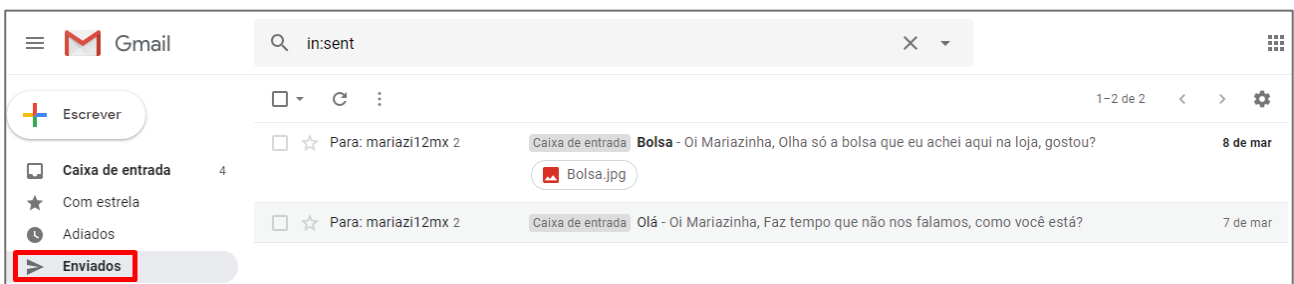 Gmail
in:sent
Escrever
1–2 de 2
Caixa de entrada 4
Com estrela
Adiados
Enviados
Para: mariazi12mx 2 Caixa de entrada Bolsa - Oi Mariazinha, Olha só a bolsa que eu achei aqui na loja, gostou? 8 de mar
Bolsa.jpg
Para: mariazi12mx 2 Caixa de entrada Olá - Oi Mariazinha, Faz tempo que não nos falamos, como você está? 7 de mar